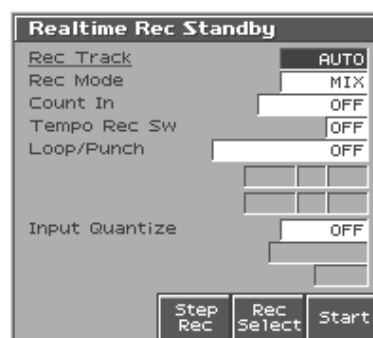 Realtime Rec Standby
Rec Track AUTO
Rec Mode MIX
Count In OFF
Tempo Rec Sw OFF
Loop/Punch OFF
Input Quantize OFF
Step Rec Rec Select Start